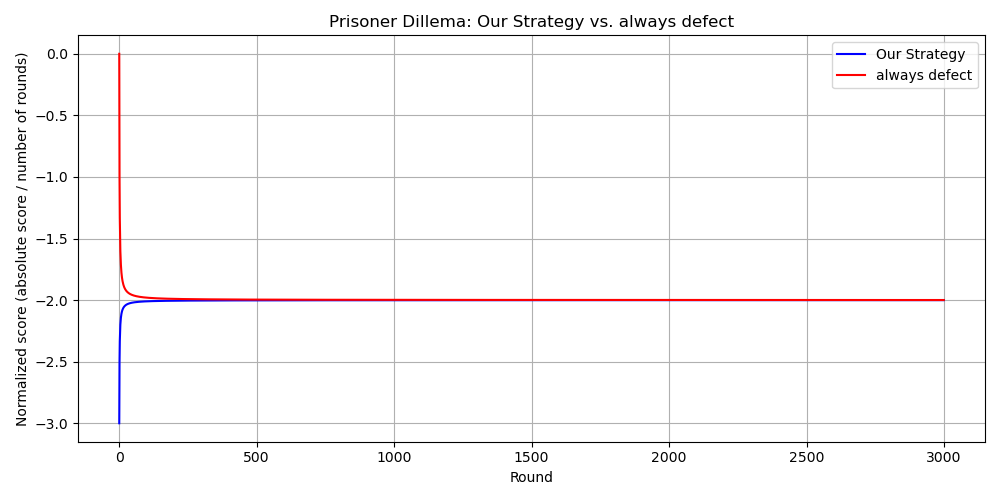 Prisoner Dillema: Our Strategy vs. always defect
Our Strategy
always defect
Normalized score (absolute score / number of rounds)
0.0
−0.5
−1.0
−1.5
−2.0
−2.5
−3.0
0 500 1000 1500 2000 2500 3000
Round